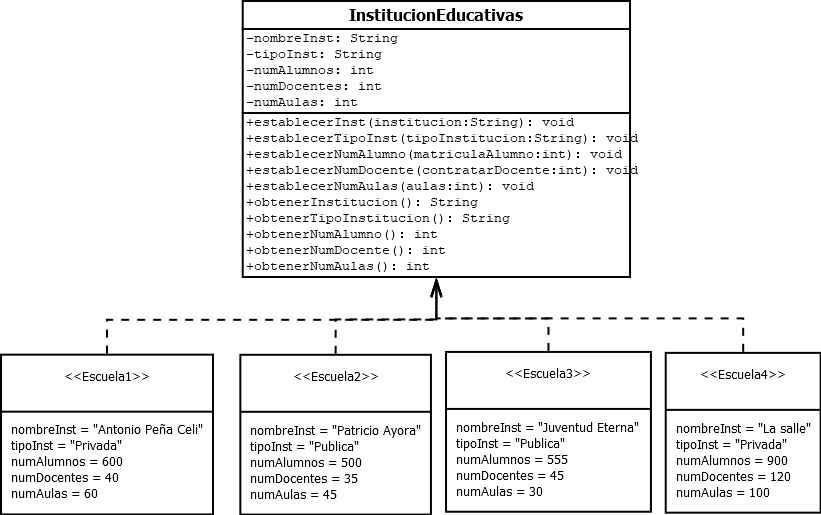 InstitucionEducativas
-nombreInst: String
-tipoInst: String
-numAlumnos: int
-numDocentes: int
-numAulas: int
+establecerInst(institucion:String): void
+establecerTipoInst(tipoInstitucion:String): void
+establecerNumAlumno(matriculaAlumno:int): void
+establecerNumDocente(contratarDocente:int): void
+establecerNumAulas(aulas:int): void
+obtenerInstitucion(): String
+obtenerTipoInstitucion(): String
+obtenerNumAlumno(): int
+obtenerNumDocente(): int
+obtenerNumAulas(): int
<<Escuela1>>
nombreInst = "Antonio Peña Celi"
tipoInst = "Privada"
numAlumnos = 600
numDocentes = 40
numAulas = 60
<<Escuela2>>
nombreInst = "Patricio Ayora"
tipoInst = "Publica"
numAlumnos = 500
numDocentes = 35
numAulas = 45
<<Escuela3>>
nombreInst = "Juventud Eterna"
tipoInst = "Publica"
numAlumnos = 555
numDocentes = 45
numAulas = 30
<<Escuela4>>
nombreInst = "La salle"
tipoInst = "Privada"
numAlumnos = 900
numDocentes = 120
numAulas = 100